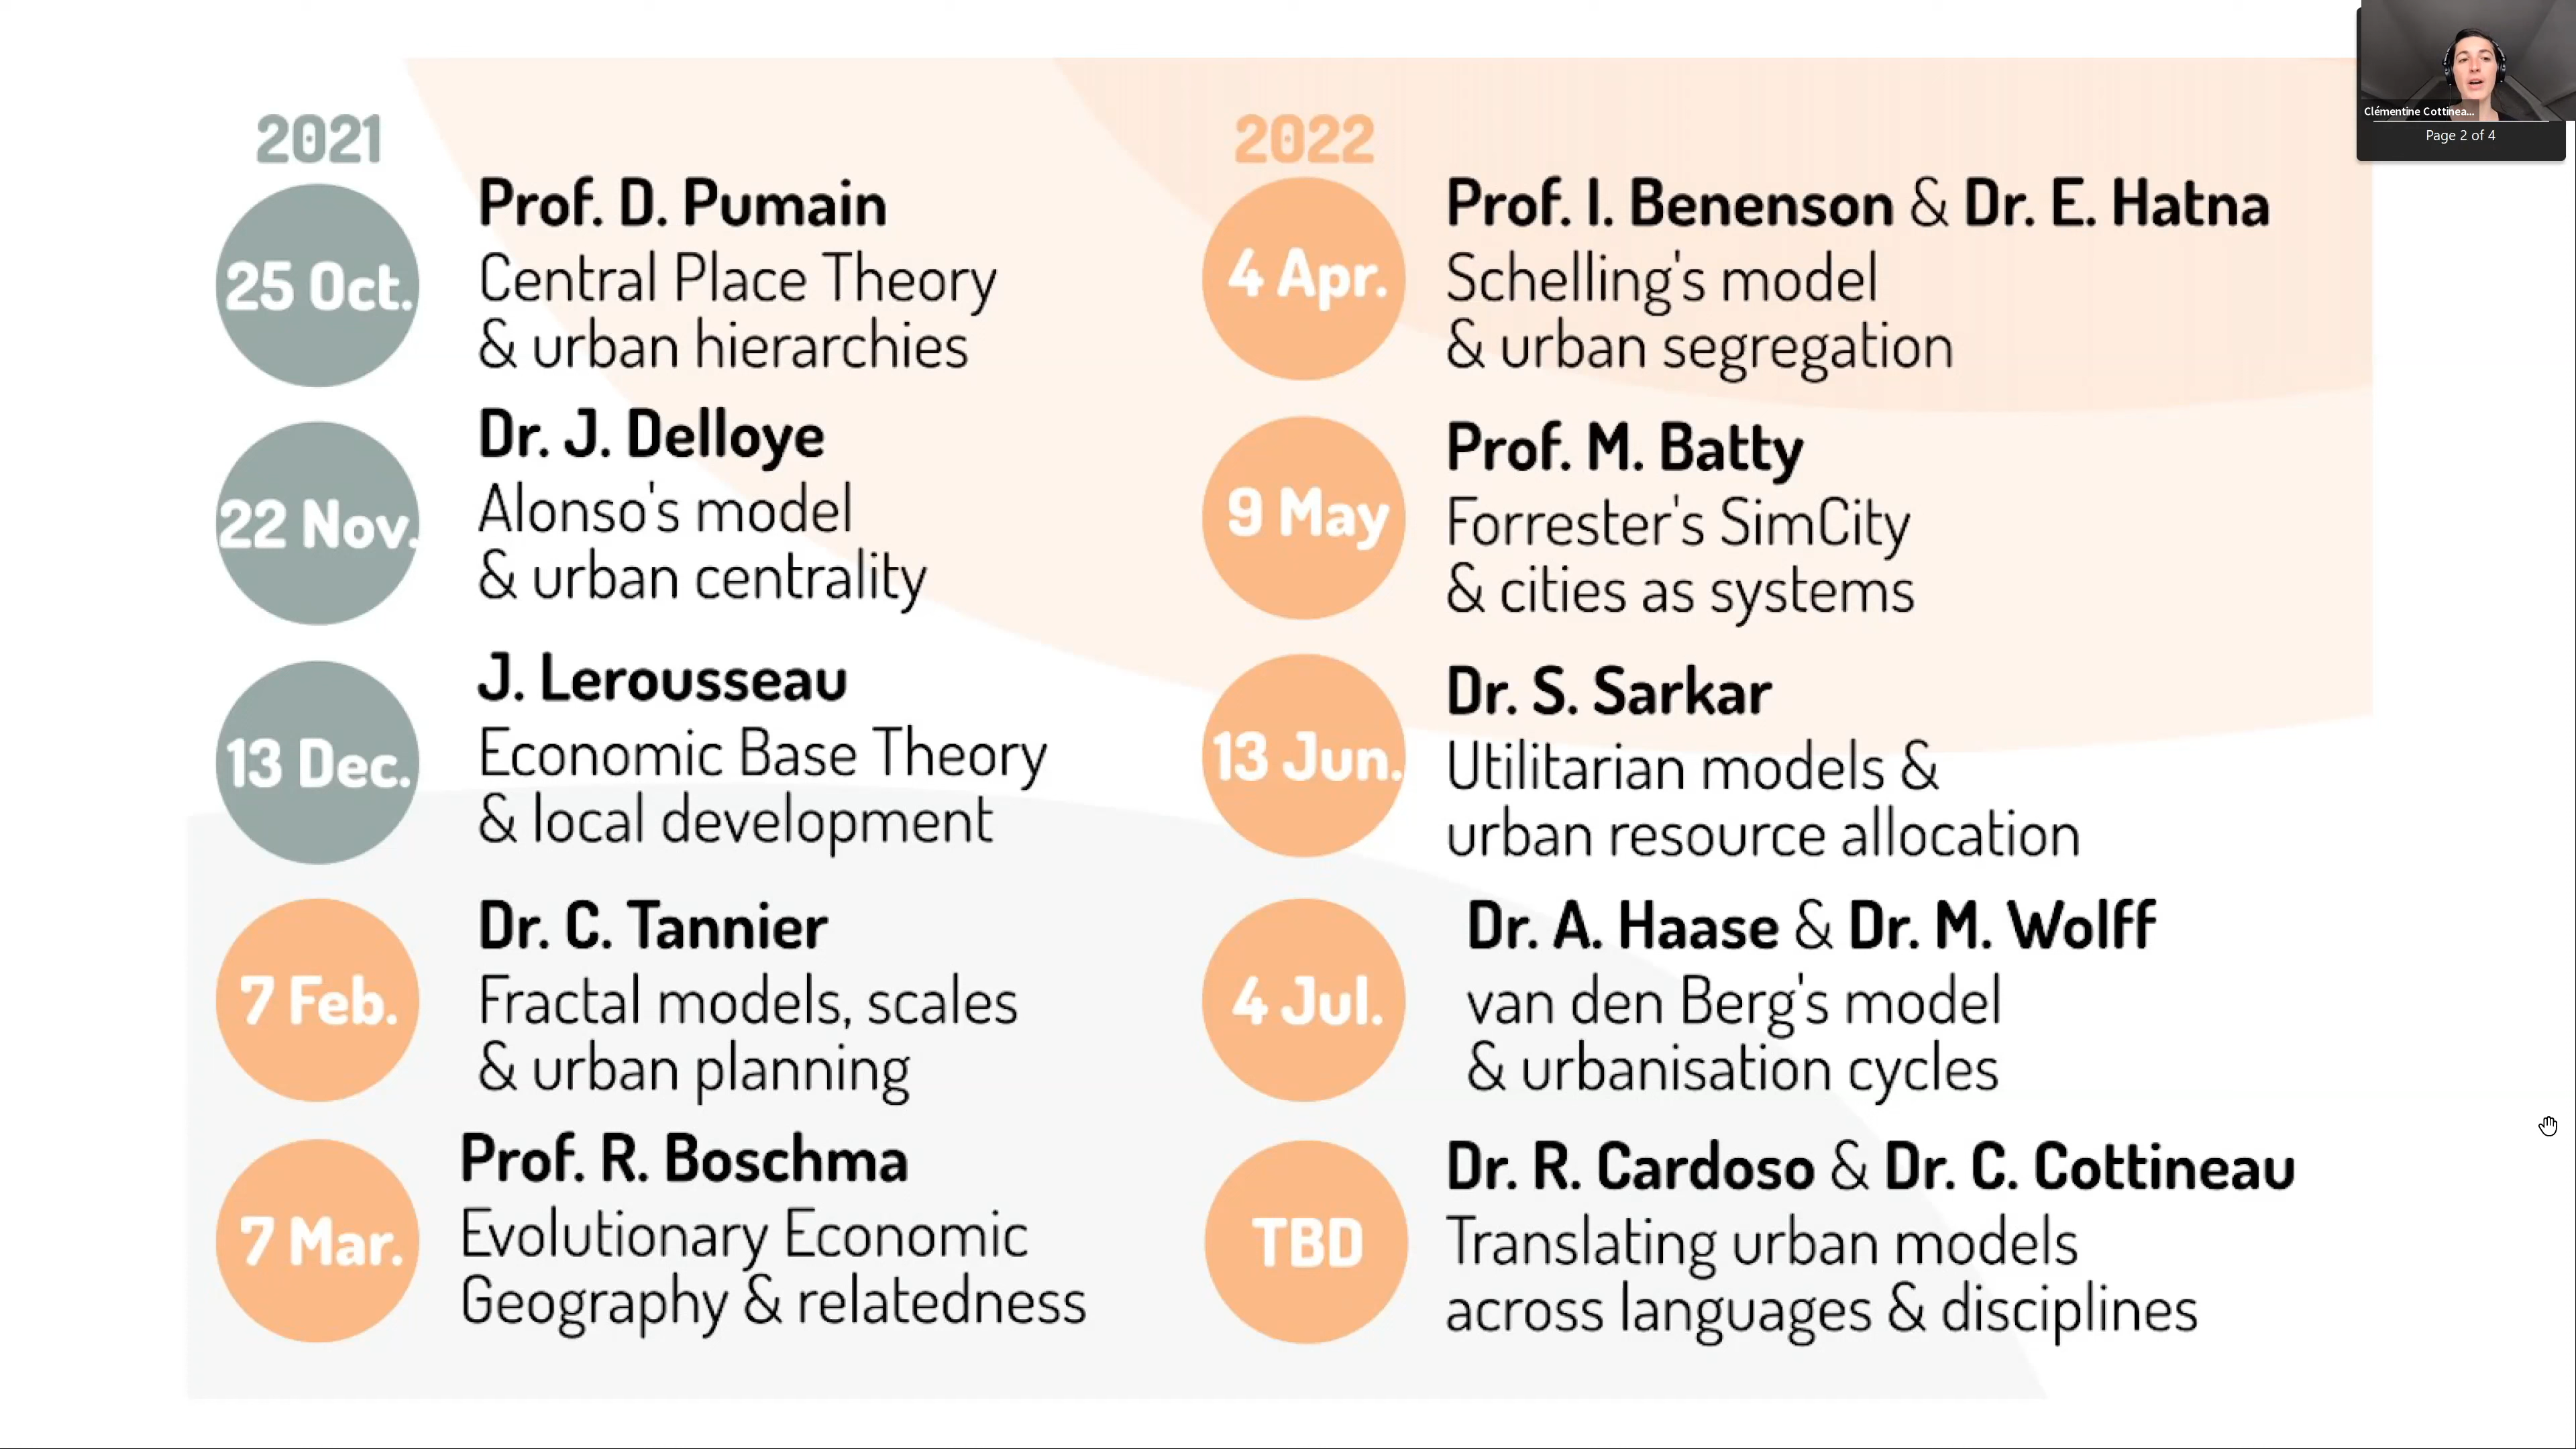 2021
25 Oct.
Prof. D. Pumain
Central Place Theory
& urban hierarchies
22 Nov.
Dr. J. Delloye
Alonso's model
& urban centrality
13 Dec.
J. Lerousseau
Economic Base Theory
& local development
7 Feb.
Dr. C. Tannier
Fractal models, scales
& urban planning
7 Mar.
Prof. R. Boschma
Evolutionary Economic
Geography & relatedness
2022
4 Apr.
Prof. I. Benenson & Dr. E. Hatna
Schelling's model
& urban segregation
9 May
Prof. M. Batty
Forrester's SimCity
& cities as systems
13 Jun.
Dr. S. Sarkar
Utilitarian models &
urban resource allocation
4 Jul.
Dr. A. Haase & Dr. M. Wolff
van den Berg's model
& urbanisation cycles
TBD
Dr. R. Cardoso & Dr. C. Cottineau
Translating urban models
across languages & disciplines
Clémentine Cottinea...
Page 2 of 4